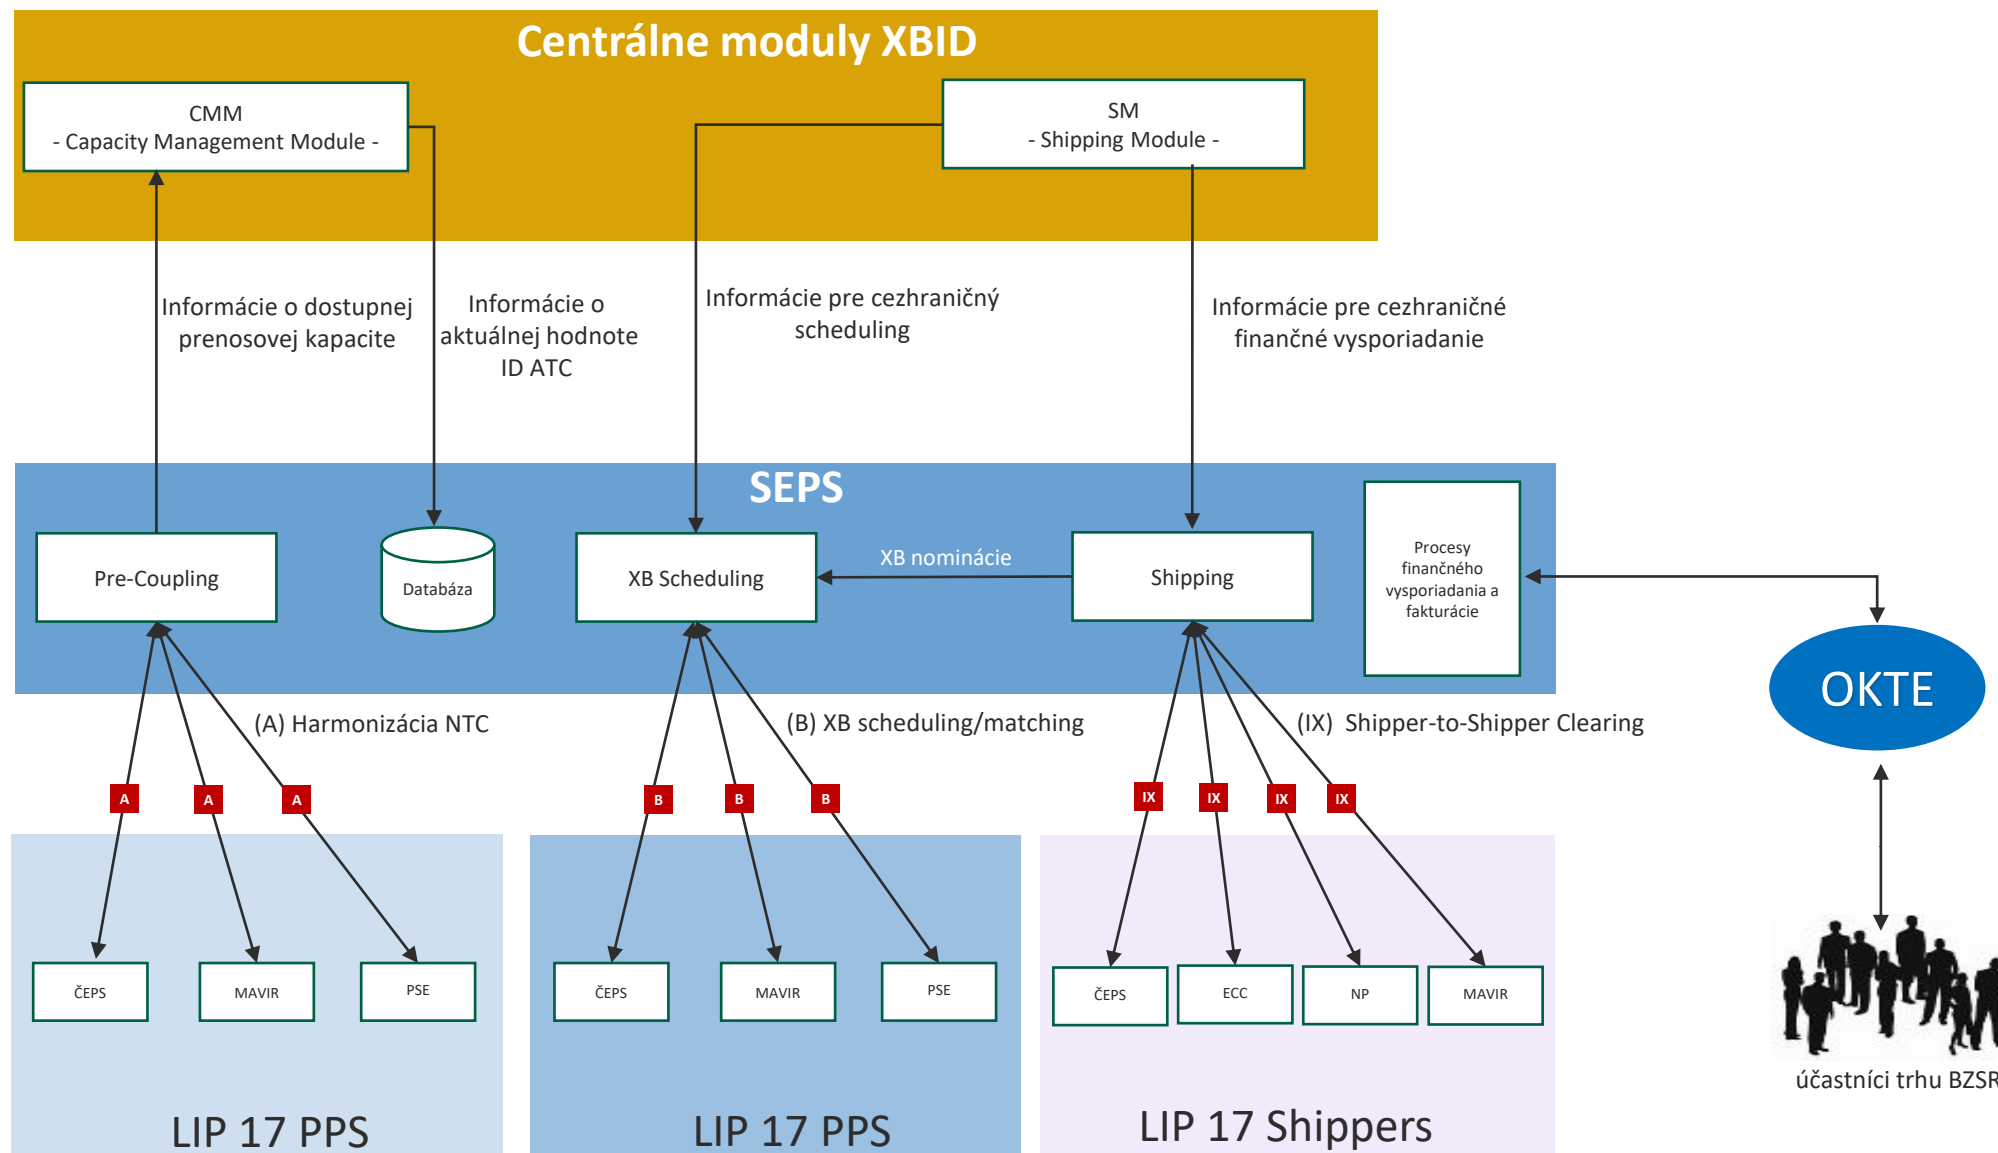 Centrálne moduly XBID
CMM
- Capacity Management Module -
SM
- Shipping Module -
Informácie o dostupnej
prenosovej kapacite
Informácie o
aktuálnej hodnote
ID ATC
Informácie pre cezhraničný
scheduling
Informácie pre cezhraničné
finančné vysporiadanie
SEPS
Pre-Coupling
Databáza
XB Scheduling
XB nominácie
Shipping
Procesy
finančného
vysporiadania a
fakturácie
OKTE
(A) Harmonizácia NTC
(B) XB scheduling/matching
(IX) Shipper-to-Shipper Clearing
A
A
A
B
B
B
IX
IX
IX
IX
ČEPS
MAVIR
PSE
ČEPS
MAVIR
PSE
ČEPS
ECC
NP
MAVIR
účastníci trhu BZSR
LIP 17 PPS
LIP 17 PPS
LIP 17 Shippers